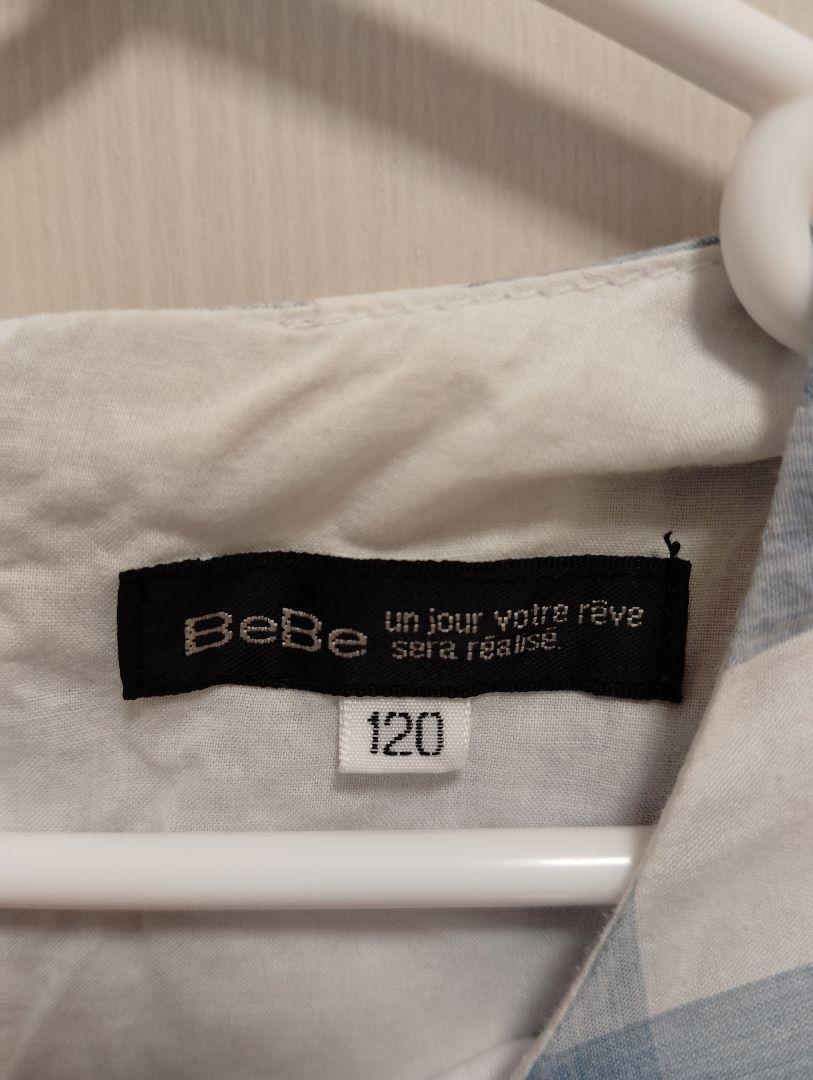 BeBe
un jour votre rêve
sera réalisé.
120